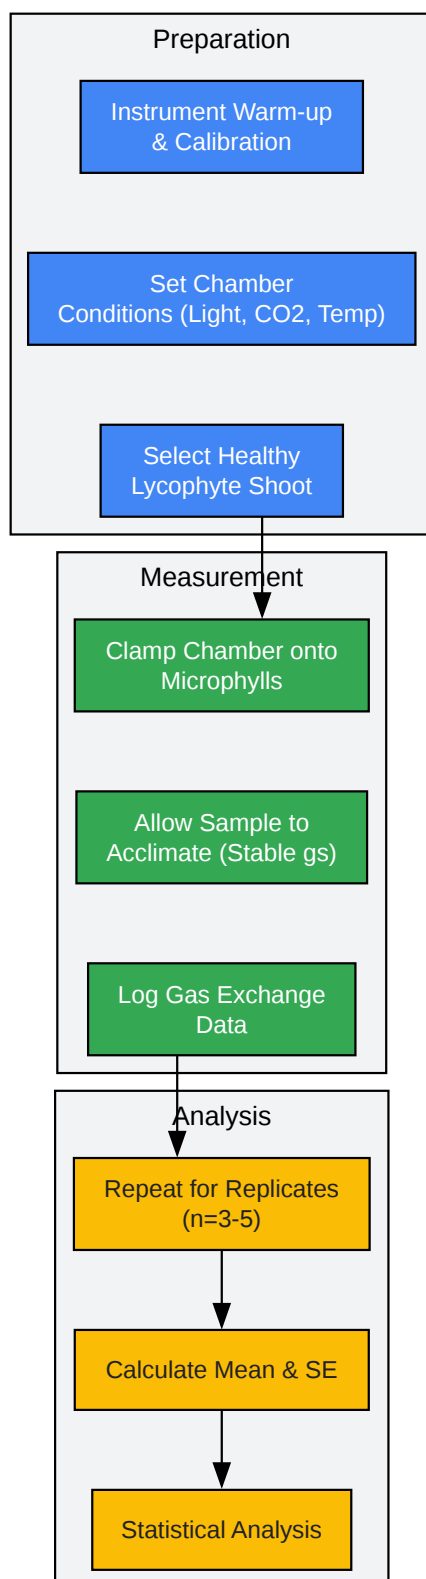 Preparation
Instrument Warm-up
& Calibration
Set Chamber
Conditions (Light, CO2, Temp)
Select Healthy
Lycophyte Shoot
Measurement
Clamp Chamber onto
Microphylls
Allow Sample to
Acclimate (Stable gs)
Log Gas Exchange
Data
Analysis
Repeat for Replicates
(n=3-5)
Calculate Mean & SE
Statistical Analysis